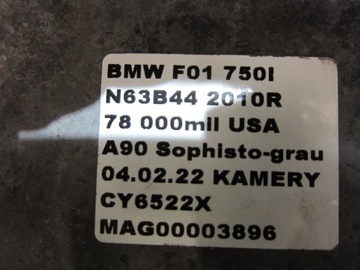 BMW F01 750I
N63B44 2010R
78 000mil USA
A90 Sophisto-grau
04.02.22 KAMERY
CY6522X
MAG00003896